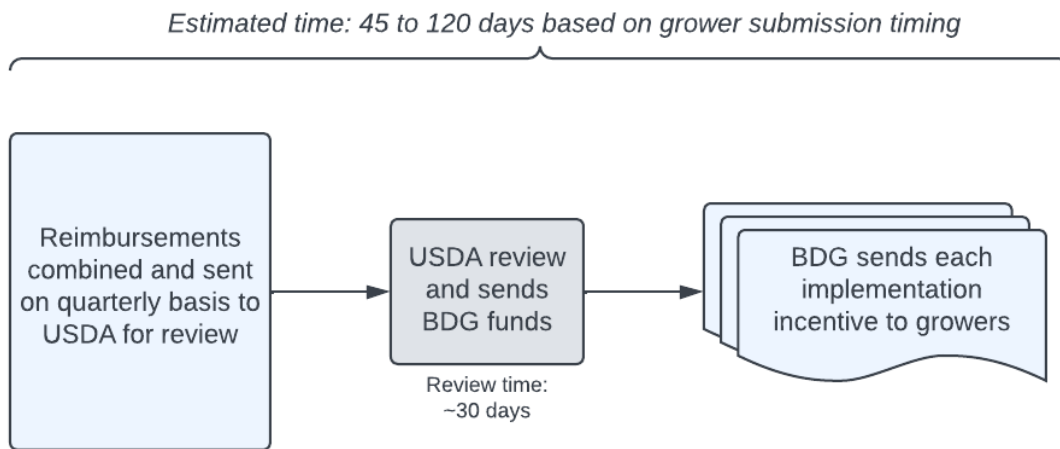 Estimated time: 45 to 120 days based on grower submission timing
Reimbursements
combined and sent
on quarterly basis to
USDA for review
USDA review
and sends
BDG funds
Review time:
~30 days
BDG sends each
implementation
incentive to growers